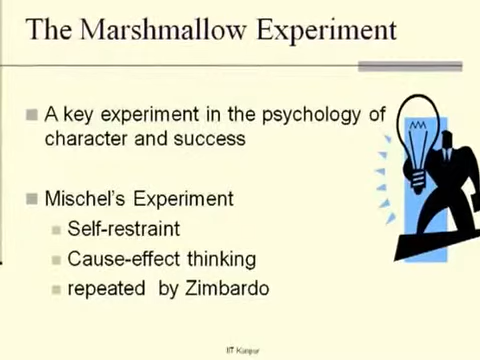 The Marshmallow Experiment
A key experiment in the psychology of
character and success
Mischel's Experiment
Self-restraint
Cause-effect thinking
repeated by Zimbardo
IIT Kanpur